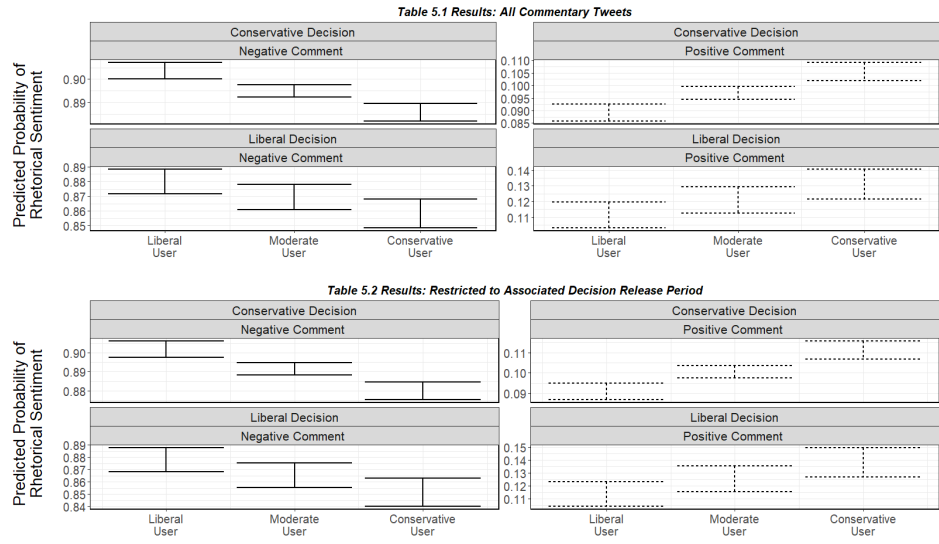 Table 5.1 Results: All Commentary Tweets
Predicted Probability of
Rhetorical Sentiment
Conservative Decision
Negative Comment
0.90
0.89
Conservative Decision
Positive Comment
0.110
0.105
0.100
0.095
0.090
0.085
Liberal Decision
Negative Comment
0.89
0.88
0.87
0.86
0.85
Liberal Decision
Positive Comment
0.14
0.13
0.12
0.11
Liberal
User
Moderate
User
Conservative
User
Liberal
User
Moderate
User
Conservative
User
Table 5.2 Results: Restricted to Associated Decision Release Period
Predicted Probability of
Rhetorical Sentiment
Conservative Decision
Negative Comment
0.90
0.89
0.88
Conservative Decision
Positive Comment
0.11
0.10
0.09
Liberal Decision
Negative Comment
0.89
0.88
0.87
0.86
0.85
0.84
Liberal Decision
Positive Comment
0.15
0.14
0.13
0.12
0.11
Liberal
User
Moderate
User
Conservative
User
Liberal
User
Moderate
User
Conservative
User